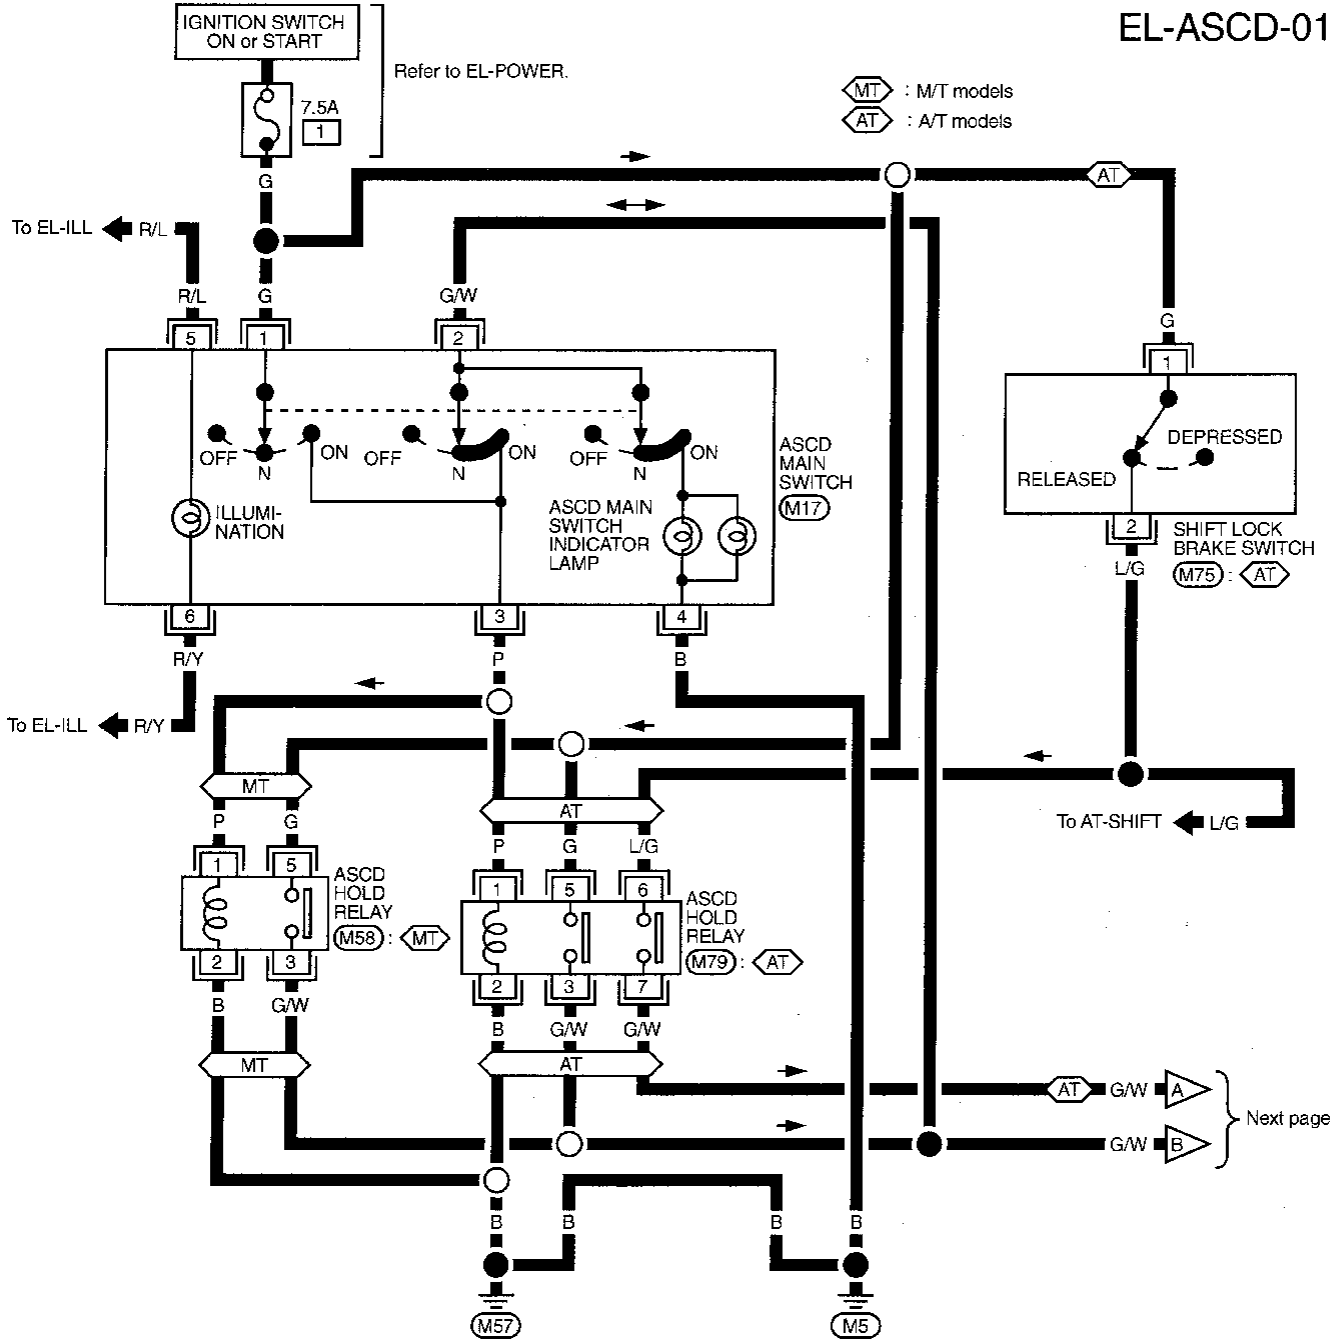 EL-ASCD-01
IGNITION SWITCH
ON or START
Refer to EL-POWER.
7.5A
1
MT : M/T models
AT : A/T models
G
AT
To EL-ILL R/L
R/L G G/W
G
5 1 2
1
OFF N ON OFF N ON OFF N ON
ASCD
MAIN
SWITCH
M17
DEPRESSED
RELEASED
ILLUMI-
NATION
ASCD MAIN
SWITCH
INDICATOR
LAMP
2
SHIFT LOCK
BRAKE SWITCH
M75 : AT
L/G
6 3 4
R/Y P B
To EL-ILL R/Y
MT
AT
To AT-SHIFT L/G
P G
P G L/G
1 5
ASCD
HOLD
RELAY
M58 : MT
2 3
1 5 6
ASCD
HOLD
RELAY
M79 : AT
2 3 7
B G/W
B G/W G/W
MT
AT
AT G/W A
Next page
G/W B
B B B B
M57 M5